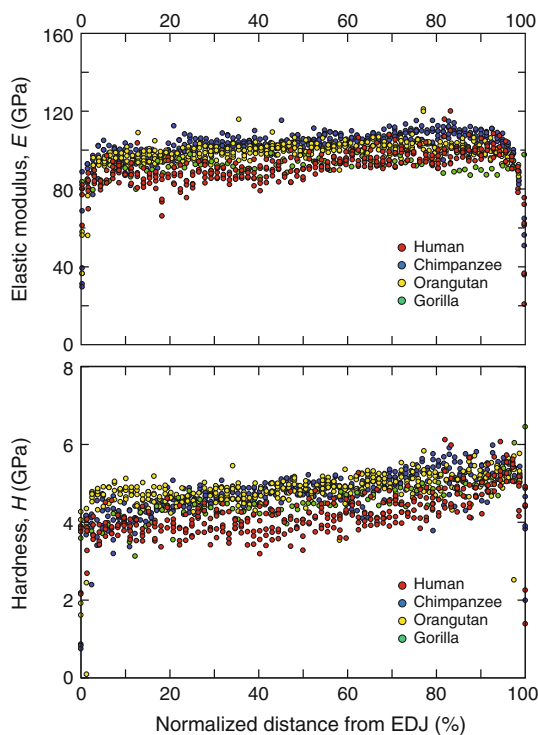 0 20 40 60 80 100
160
120
80
40
0
Elastic modulus, E (GPa)
Human
Chimpanzee
Orangutan
Gorilla
8
6
4
2
0
Hardness, H (GPa)
Human
Chimpanzee
Orangutan
Gorilla
0 20 40 60 80 100
Normalized distance from EDJ (%)